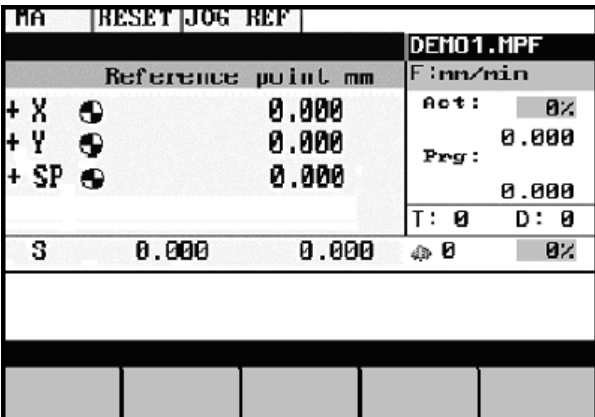 MA RESET JOG REF
DEMO1.MPF
Reference point mm F:mm/min
+ X 0.000 Act: 0%
+ Y 0.000 0.000
Prg:
+ SP 0.000 0.000
T: 0 D: 0
S 0.000 0.000 0 0%